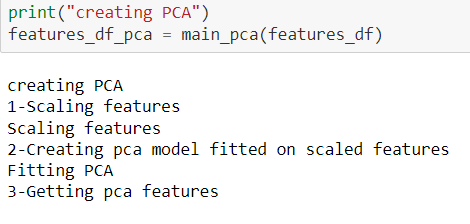 print("creating PCA")
features_df_pca = main_pca(features_df)
creating PCA
1-Scaling features
Scaling features
2-Creating pca model fitted on scaled features
Fitting PCA
3-Getting pca features